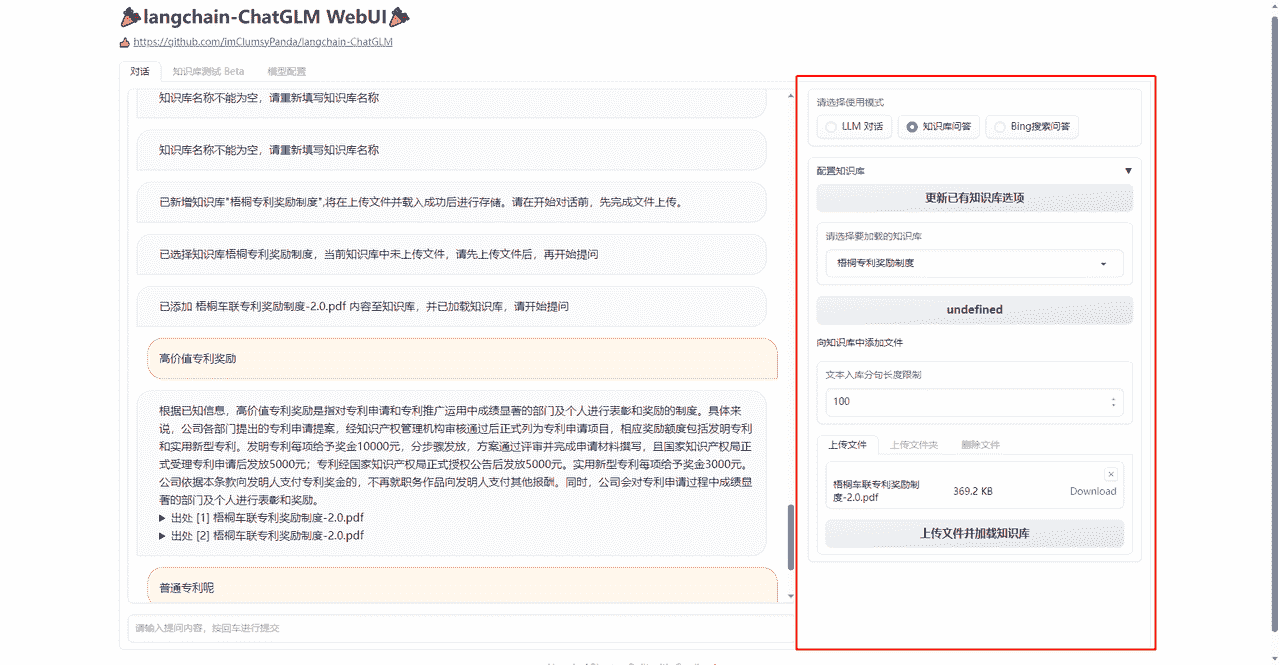 langchain-ChatGLM WebUI
https://github.com/imClumsyPanda/langchain-ChatGLM
对话 知识库测试 Beta 模型配置
知识库名称不能为空，请重新填写知识库名称
知识库名称不能为空，请重新填写知识库名称
已新增知识库"梧桐专利奖励制度",将在上传文件并载入成功后进行存储。请在开始对话前，先完成文件上传。
已选择知识库梧桐专利奖励制度，当前知识库中未上传文件，请先上传文件后，再开始提问
已添加 梧桐车联专利奖励制度-2.0.pdf 内容至知识库，并已加载知识库，请开始提问
高价值专利奖励
根据已知信息，高价值专利奖励是指对专利申请和专利推广运用中成绩显著的部门及个人进行表彰和奖励的制度。具体来
说，公司各部门提出的专利申请提案，经知识产权管理机构审核通过后正式列为专利申请项目，相应奖励额度包括发明专利
和实用新型专利。发明专利每项给予奖金10000元，分步骤发放，方案通过评审并完成申请材料撰写，且国家知识产权局正
式受理专利申请后发放5000元；专利经国家知识产权局正式授权公告后发放5000元。实用新型专利每项给予奖金3000元。
公司依据本条款向发明人支付专利奖金的，不再就职务作品向发明人支付其他报酬。同时，公司会对专利申请过程中成绩显
著的部门及个人进行表彰和奖励。
出处 [1] 梧桐车联专利奖励制度-2.0.pdf
出处 [2] 梧桐车联专利奖励制度-2.0.pdf
普通专利呢
请输入提问内容，按回车进行提交
请选择使用模式
LLM 对话 知识库问答 Bing搜索问答
配置知识库
更新已有知识库选项
请选择要加载的知识库
梧桐专利奖励制度
undefined
向知识库中添加文件
文本入库分句长度限制
100
上传文件 上传文件夹 删除文件
梧桐车联专利奖励制
度-2.0.pdf 369.2 KB Download
上传文件并加载知识库